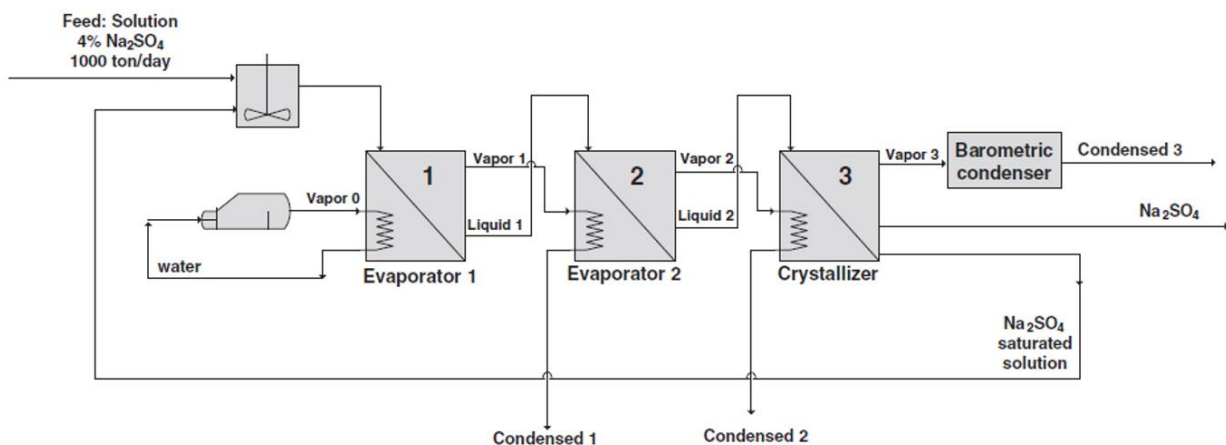 Feed: Solution
4% Na₂SO₄
1000 ton/day
Vapor 0
water
1
Evaporator 1
Vapor 1
Liquid 1
2
Evaporator 2
Vapor 2
Liquid 2
3
Crystallizer
Vapor 3
Barometric
condenser
Condensed 3
Na₂SO₄
Na₂SO₄
saturated
solution
Condensed 1
Condensed 2